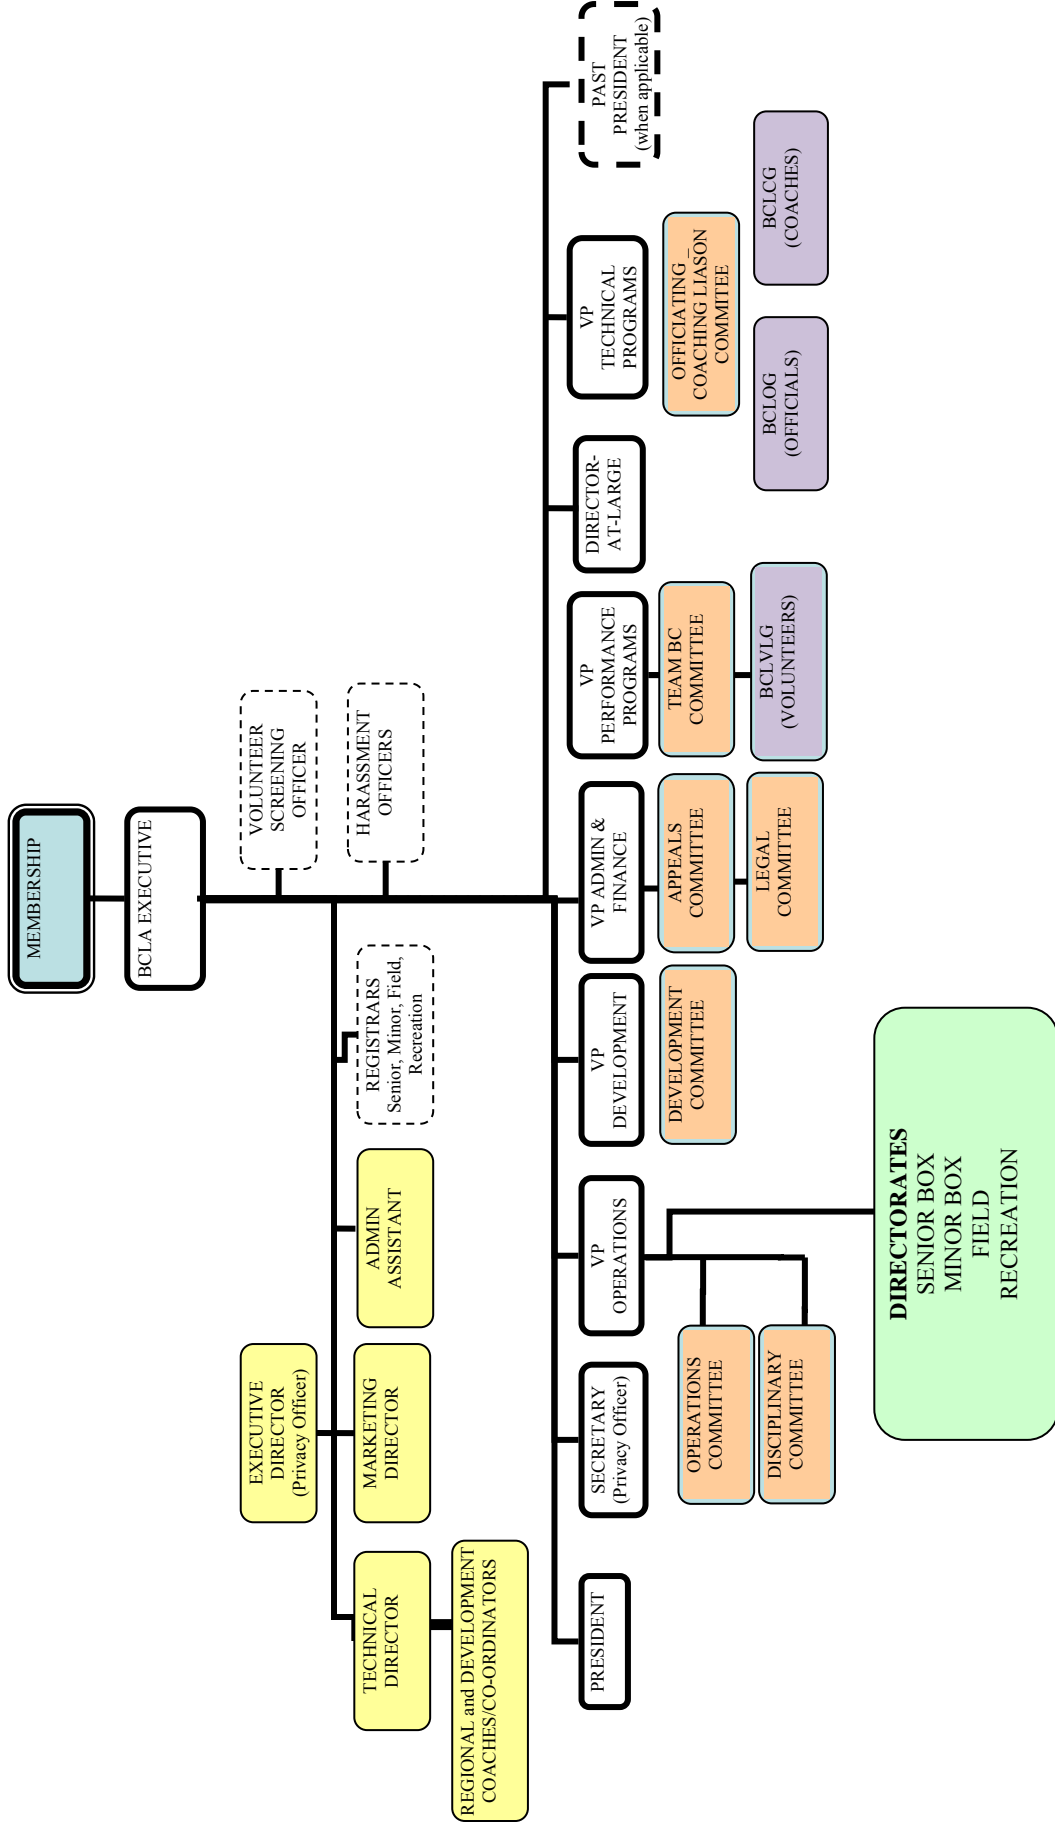 MEMBERSHIP
BCLA EXECUTIVE
VOLUNTEER
SCREENING
OFFICER
HARASSMENT
OFFICERS
EXECUTIVE
DIRECTOR
(Privacy Officer)
TECHNICAL
DIRECTOR
MARKETING
DIRECTOR
ADMIN
ASSISTANT
REGISTRARS
Senior, Minor, Field,
Recreation
REGIONAL and DEVELOPMENT
COACHES/CO-ORDINATORS
PRESIDENT
SECRETARY
(Privacy Officer)
VP
OPERATIONS
VP
DEVELOPMENT
VP ADMIN &
FINANCE
VP
PERFORMANCE
PROGRAMS
DIRECTOR-
AT-LARGE
VP
TECHNICAL
PROGRAMS
PAST
PRESIDENT
(when applicable)
OPERATIONS
COMMITTEE
DISCIPLINARY
COMMITTEE
DEVELOPMENT
COMMITTEE
APPEALS
COMMITTEE
LEGAL
COMMITTEE
TEAM BC
COMMITTEE
BCLVLG
(VOLUNTEERS)
OFFICIATING _
COACHING LIASON
COMMITEE
BCLOG
(OFFICIALS)
BCLCG
(COACHES)
DIRECTORATES
SENIOR BOX
MINOR BOX
FIELD
RECREATION